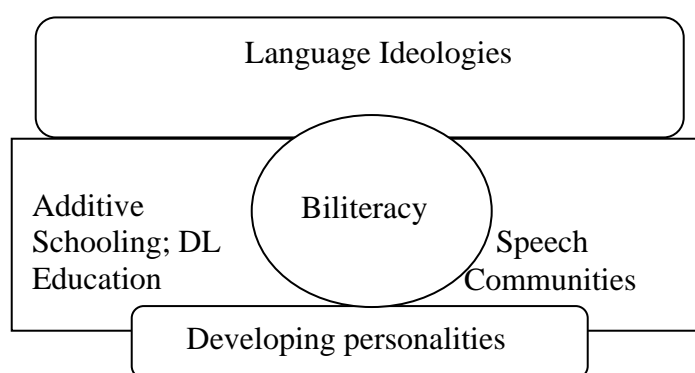 Language Ideologies
Additive
Schooling; DL
Education
Biliteracy
Speech
Communities
Developing personalities